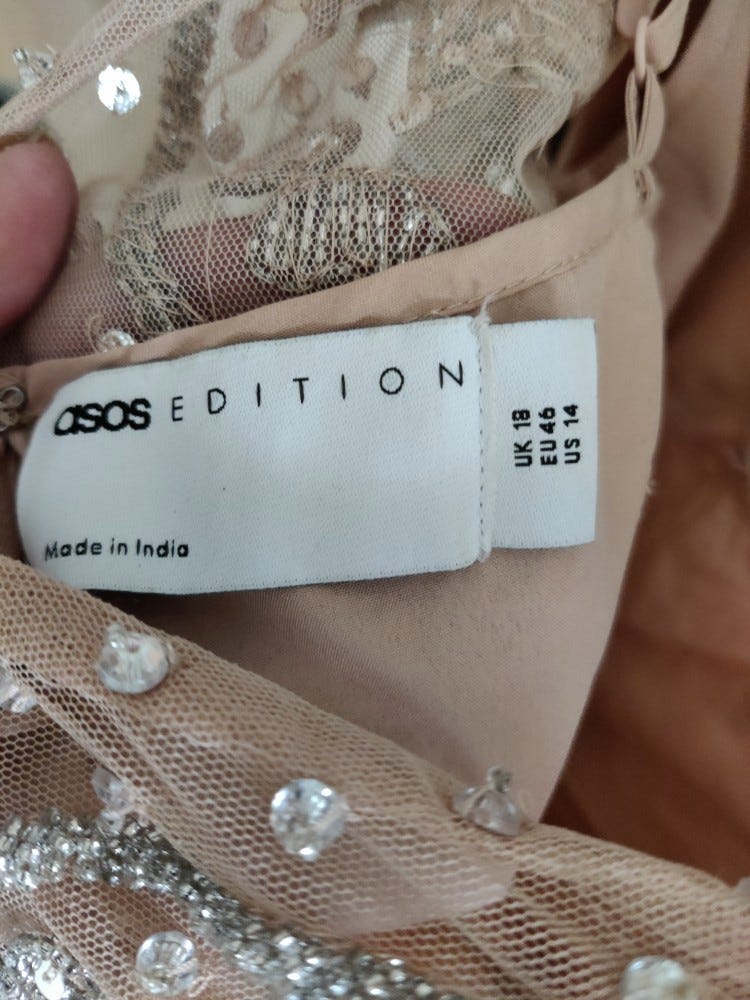 asos EDITION
Made in India
UK 18
EU 46
US 14